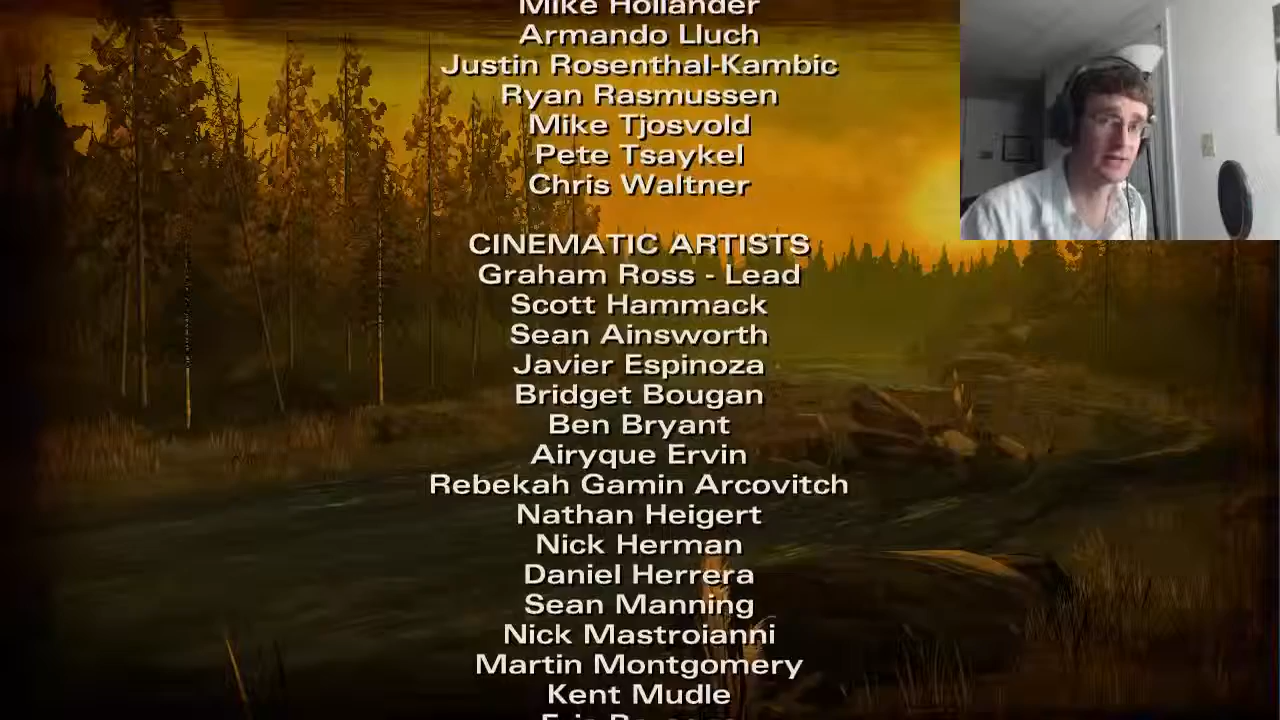 Mike Hollander
Armando Lluch
Justin Rosenthal-Kambic
Ryan Rasmussen
Mike Tjosvold
Pete Tsaykel
Chris Waltner
CINEMATIC ARTISTS
Graham Ross - Lead
Scott Hammack
Sean Ainsworth
Javier Espinoza
Bridget Bougan
Ben Bryant
Airyque Ervin
Rebekah Gamin Arcovitch
Nathan Heigert
Nick Herman
Daniel Herrera
Sean Manning
Nick Mastroianni
Martin Montgomery
Kent Mudle